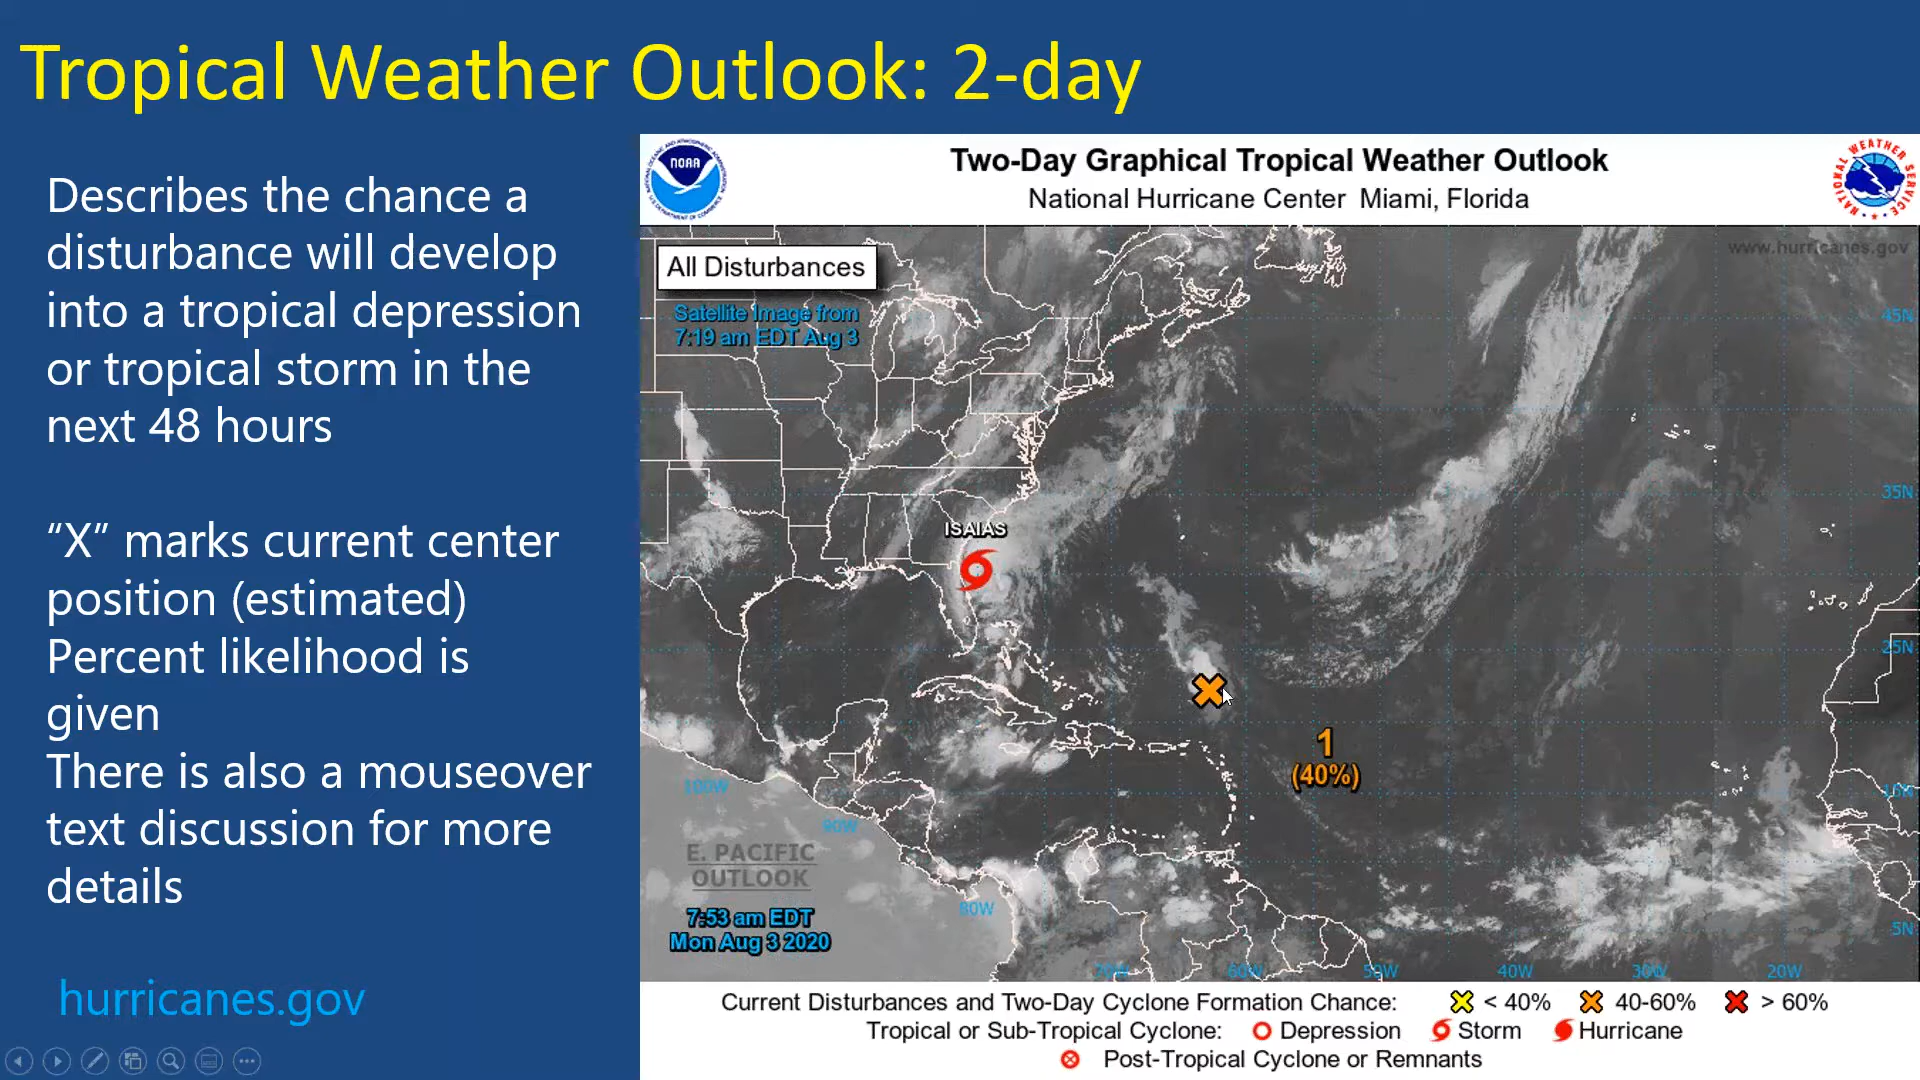 Tropical Weather Outlook: 2-day
Describes the chance a
disturbance will develop
into a tropical depression
or tropical storm in the
next 48 hours
“X” marks current center
position (estimated)
Percent likelihood is
given
There is also a mouseover
text discussion for more
details
hurricanes.gov
NOAA
Two-Day Graphical Tropical Weather Outlook
National Hurricane Center Miami, Florida
NATIONAL WEATHER SERVICE
www.hurricanes.gov
All Disturbances
Satellite Image from
7:19 am EDT Aug 3
45N
35N
ISAIAS
25N
1
(40%)
100W
15N
90W
E. PACIFIC
OUTLOOK
80W
7:53 am EDT
Mon Aug 3 2020
5N
70W
60W
50W
40W
30W
20W
Current Disturbances and Two-Day Cyclone Formation Chance: < 40% 40-60% > 60%
Tropical or Sub-Tropical Cyclone: Depression Storm Hurricane
Post-Tropical Cyclone or Remnants